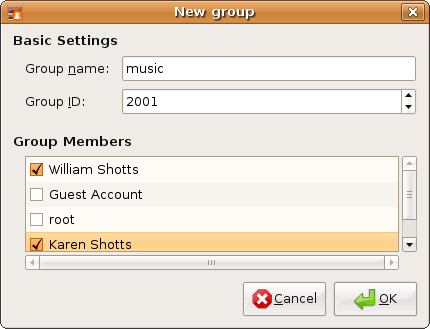 New group
Basic Settings
Group name: music
Group ID: 2001
Group Members
William Shotts
Guest Account
root
Karen Shotts
Cancel OK